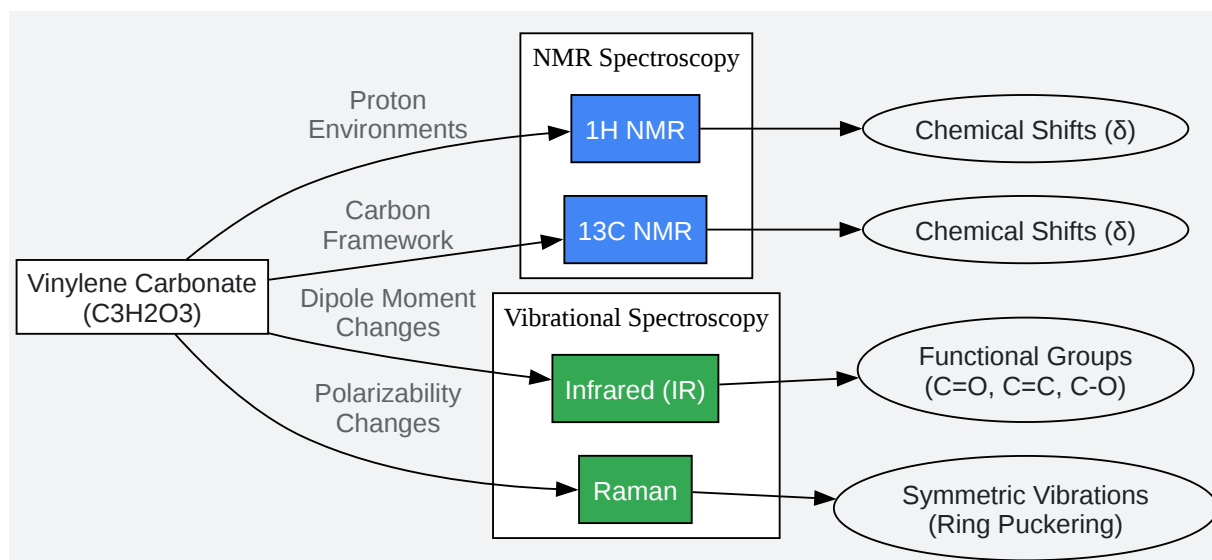 NMR Spectroscopy
Proton
Environments
1H NMR
Chemical Shifts (δ)
Carbon
Framework
13C NMR
Chemical Shifts (δ)
Vinylene Carbonate
(C3H2O3)
Dipole Moment
Changes
Vibrational Spectroscopy
Infrared (IR)
Functional Groups
(C=O, C=C, C-O)
Polarizability
Changes
Raman
Symmetric Vibrations
(Ring Puckering)